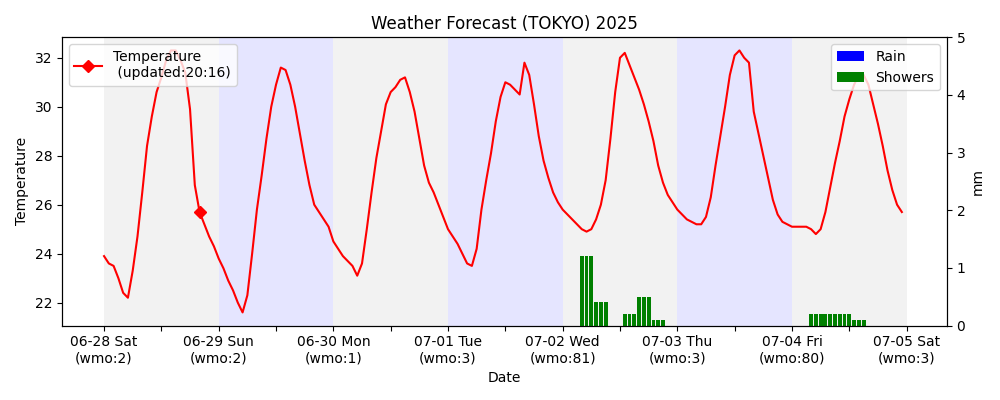 Weather Forecast (TOKYO) 2025
Temperature
(updated:20:16)
Rain
Showers
32
30
28
26
24
22
Temperature
5
4
3
2
1
0
mm
06-28 Sat 06-29 Sun 06-30 Mon 07-01 Tue 07-02 Wed 07-03 Thu 07-04 Fri 07-05 Sat
(wmo:2) (wmo:2) (wmo:1) (wmo:3) (wmo:81) (wmo:3) (wmo:80) (wmo:3)
Date